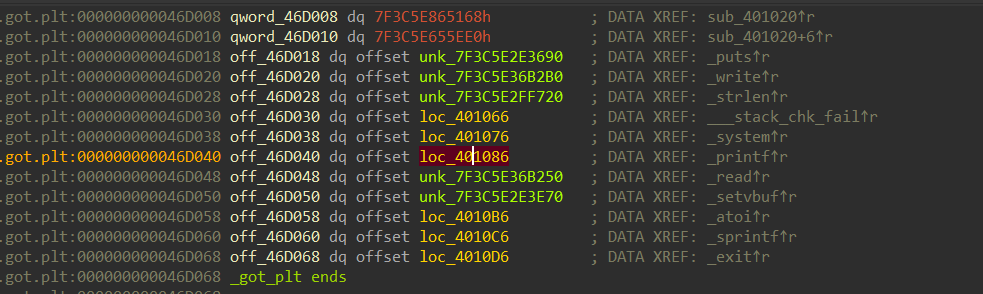 .got.plt:000000000046D008 qword_46D008 dq 7F3C5E865168h ; DATA XREF: sub_401020↑r
.got.plt:000000000046D010 qword_46D010 dq 7F3C5E655EE0h ; DATA XREF: sub_401020+6↑r
.got.plt:000000000046D018 off_46D018 dq offset unk_7F3C5E2E3690 ; DATA XREF: _puts↑r
.got.plt:000000000046D020 off_46D020 dq offset unk_7F3C5E36B2B0 ; DATA XREF: _write↑r
.got.plt:000000000046D028 off_46D028 dq offset unk_7F3C5E2FF720 ; DATA XREF: _strlen↑r
.got.plt:000000000046D030 off_46D030 dq offset loc_401066 ; DATA XREF: ___stack_chk_fail↑r
.got.plt:000000000046D038 off_46D038 dq offset loc_401076 ; DATA XREF: _system↑r
.got.plt:000000000046D040 off_46D040 dq offset loc_401086 ; DATA XREF: _printf↑r
.got.plt:000000000046D048 off_46D048 dq offset unk_7F3C5E36B250 ; DATA XREF: _read↑r
.got.plt:000000000046D050 off_46D050 dq offset unk_7F3C5E2E3E70 ; DATA XREF: _setvbuf↑r
.got.plt:000000000046D058 off_46D058 dq offset loc_4010B6 ; DATA XREF: _atoi↑r
.got.plt:000000000046D060 off_46D060 dq offset loc_4010C6 ; DATA XREF: _sprintf↑r
.got.plt:000000000046D068 off_46D068 dq offset loc_4010D6 ; DATA XREF: _exit↑r
.got.plt:000000000046D068 _got_plt ends